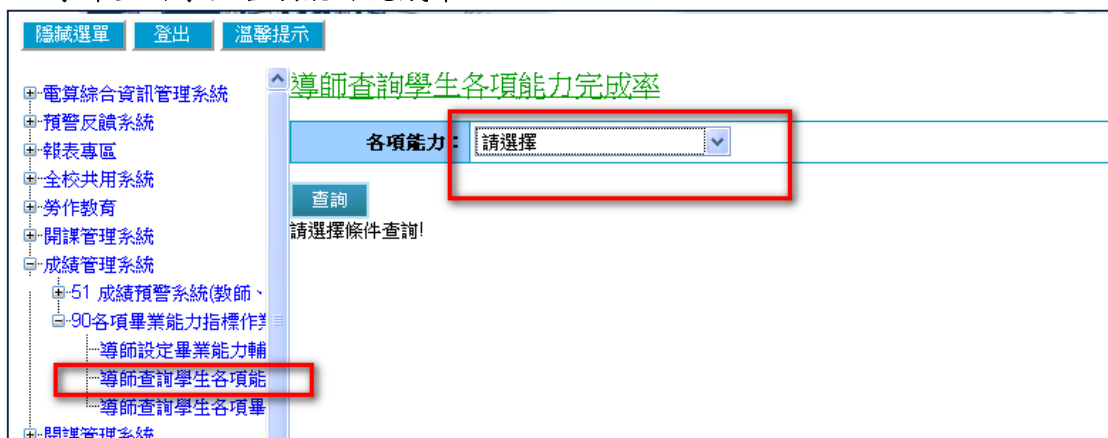 隱藏選單 登出 溫馨提示
導師查詢學生各項能力完成率
各項能力： 請選擇
查詢
請選擇條件查詢!
電算綜合資訊管理系統
預警反饋系統
報表專區
全校共用系統
勞作教育
開課管理系統
成績管理系統
51 成績預警系統(教師、
90各項畢業能力指標作業
導師設定畢業能力輔
導師查詢學生各項能
導師查詢學生各項畢
開課管理系統